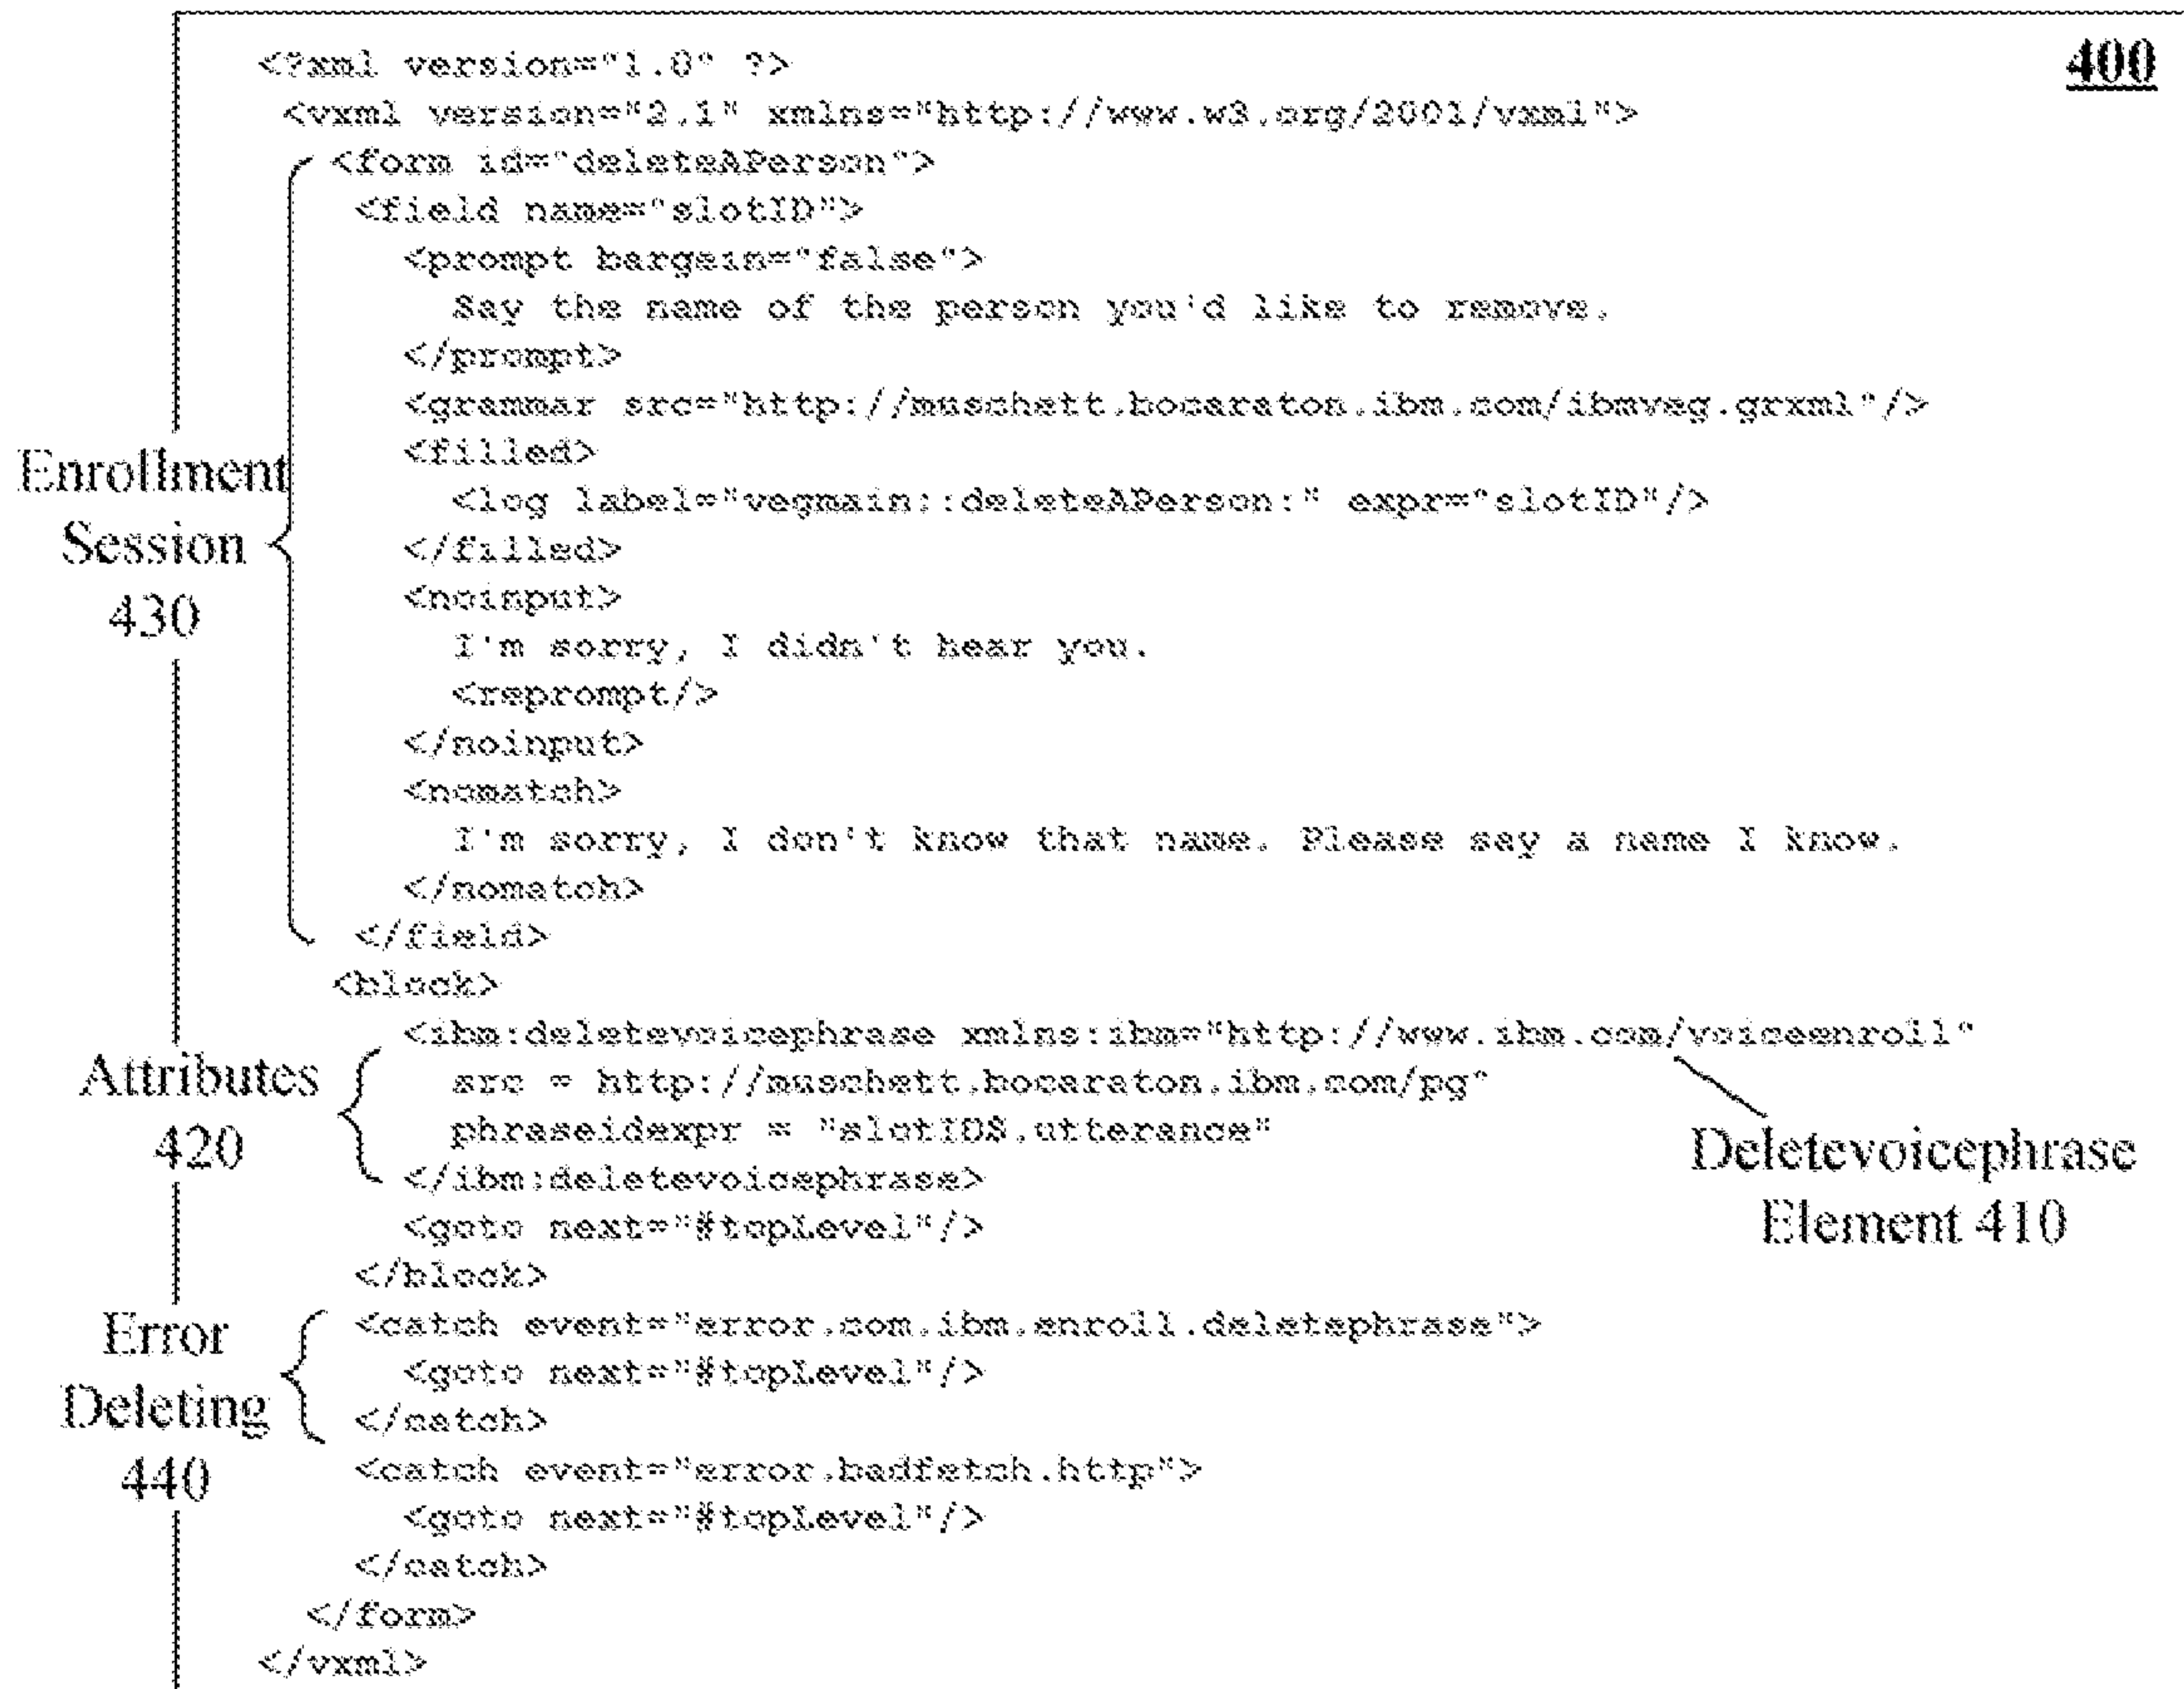 400
<?xml version="1.0" ?>
<vxml version="2.1" xmlns="http://www.w3.org/2001/vxml">
<form id="deleteAPerson">
<field name="slotID">
<prompt bargein="false">
Say the name of the person you'd like to remove.
</prompt>
<grammar src="http://muschett.bocaraton.ibm.com/ibmveg.grxml"/>
<filled>
<log label="vegmain::deleteAPerson:" expr="slotID"/>
</filled>
<noinput>
I'm sorry, I didn't hear you.
<reprompt/>
</noinput>
<nomatch>
I'm sorry, I don't know that name. Please say a name I know.
</nomatch>
</field>
Enrollment
Session
430
<block>
<ibm:deletevoicephrase xmlns:ibm="http://www.ibm.com/voiceenroll"
src = http://muschett.bocaraton.ibm.com/pg"
phraseidexpr = "slotID$.utterance"
</ibm:deletevoicephrase>
Attributes
420
Deletevoicephrase
Element 410
<goto next="#topLevel"/>
</block>
<catch event="error.com.ibm.enroll.deletephrase">
<goto next="#topLevel"/>
</catch>
Error
Deleting
440
<catch event="error.badfetch.http">
<goto next="#topLevel"/>
</catch>
</form>
</vxml>